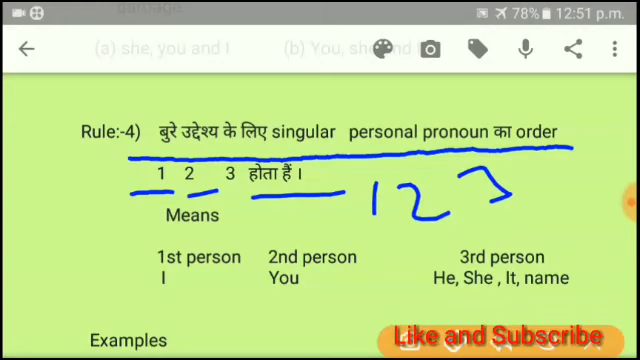 garbage
78% 12:51 p.m.
(a) she, you and I (b) You, she and I
Rule:-4) बुरे उद्देश्य के लिए singular personal pronoun का order
1 2 3 होता हैं ।
1 2 3
Means
1st person 2nd person 3rd person
I You He, She , It, name
Examples
Like and Subscribe